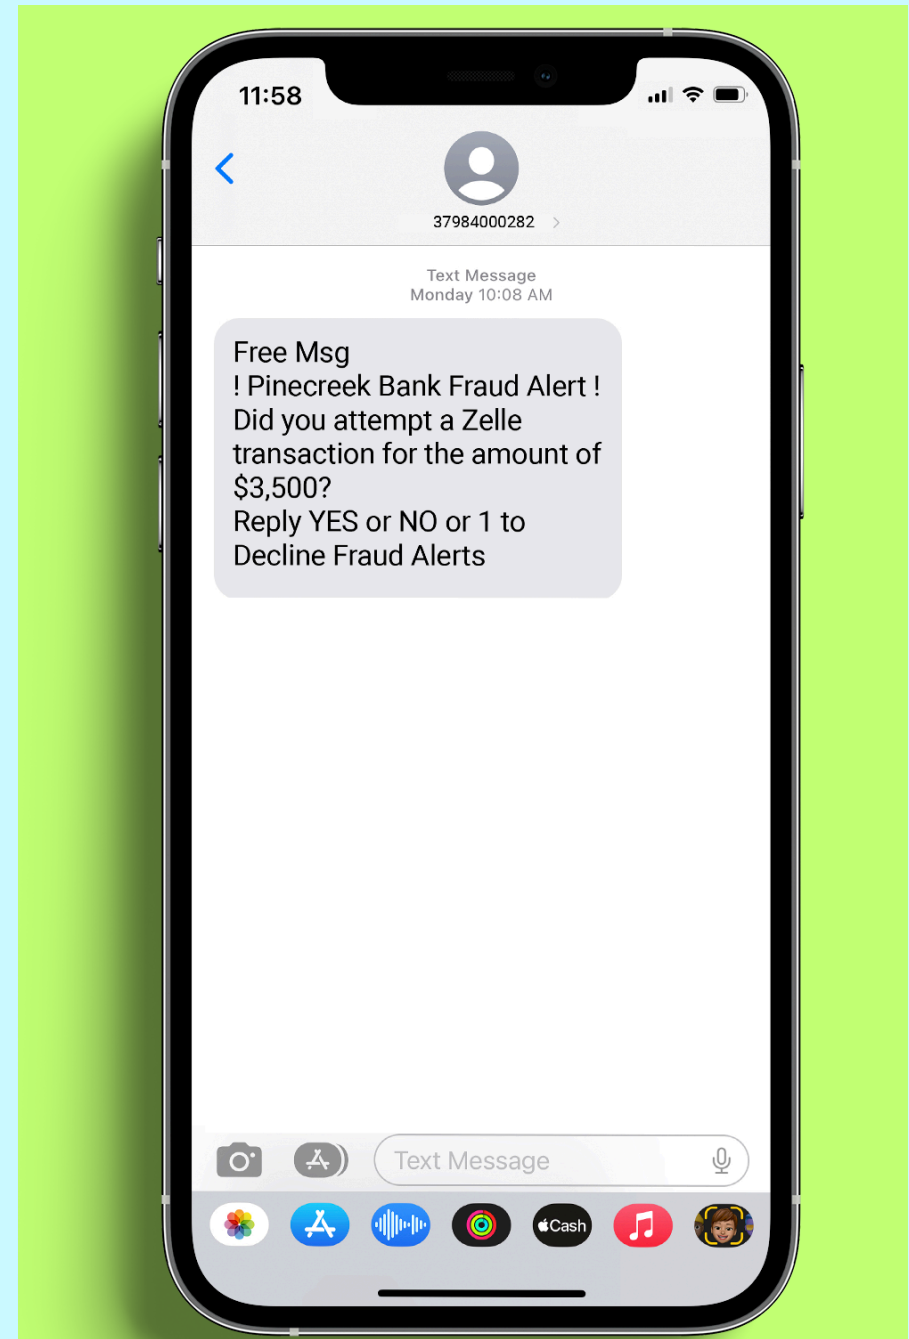 11:58
37984000282
Text Message
Monday 10:08 AM
Free Msg
! Pinecreek Bank Fraud Alert !
Did you attempt a Zelle
transaction for the amount of
$3,500?
Reply YES or NO or 1 to
Decline Fraud Alerts
Text Message
Cash